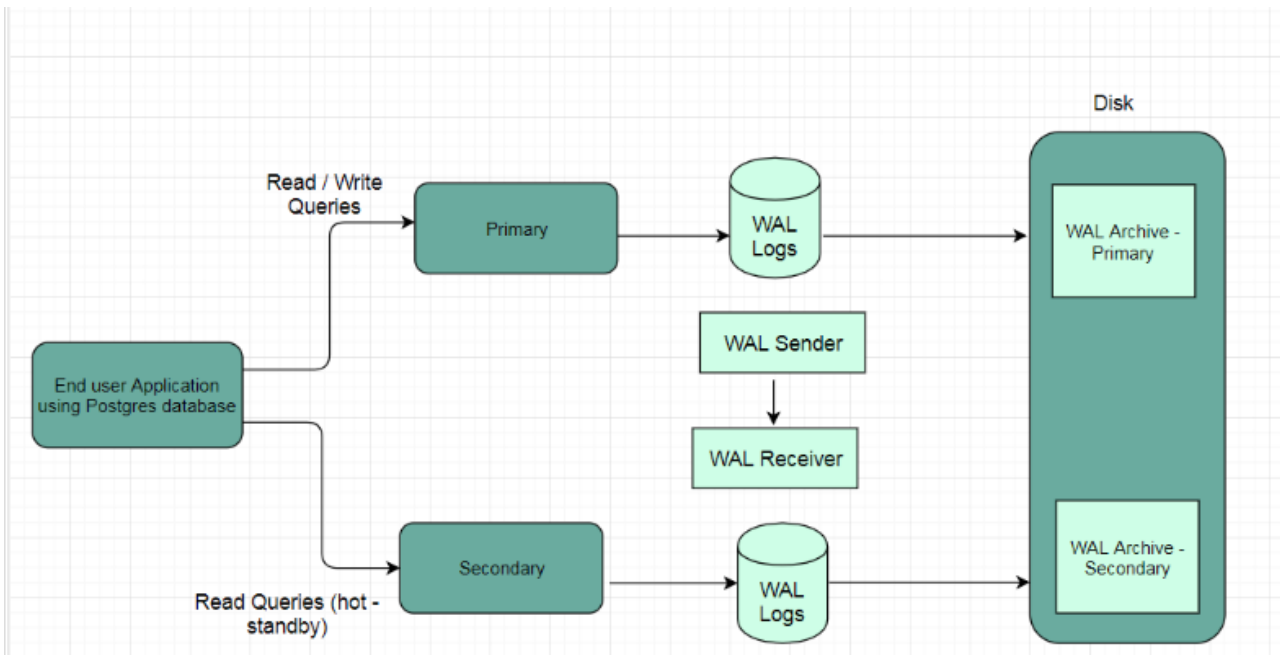 Disk
Read / Write
Queries
Primary
WAL
Logs
WAL Archive -
Primary
WAL Sender
End user Application
using Postgres database
WAL Receiver
Secondary
WAL
Logs
WAL Archive -
Secondary
Read Queries (hot -
standby)